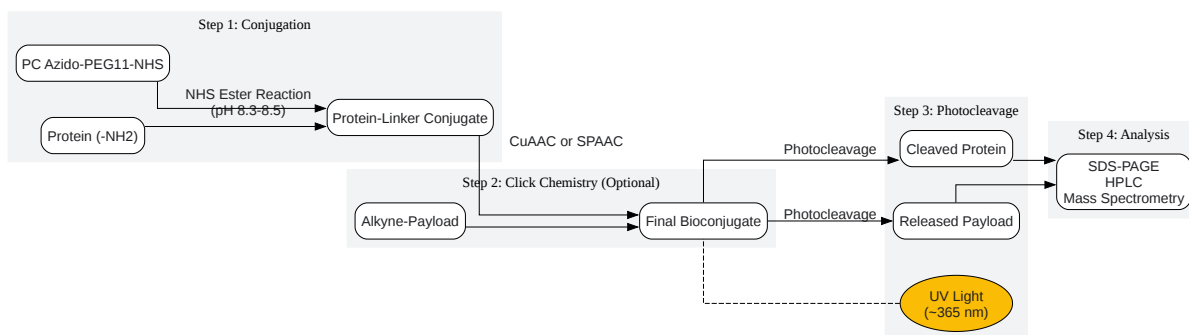 Step 1: Conjugation
PC Azido-PEG11-NHS
NHS Ester Reaction
(pH 8.3-8.5)
Protein (-NH2)
Protein-Linker Conjugate
CuAAC or SPAAC
Step 2: Click Chemistry (Optional)
Alkyne-Payload
Final Bioconjugate
Photocleavage
Photocleavage
Step 3: Photocleavage
Cleaved Protein
Released Payload
UV Light
(~365 nm)
Step 4: Analysis
SDS-PAGE
HPLC
Mass Spectrometry